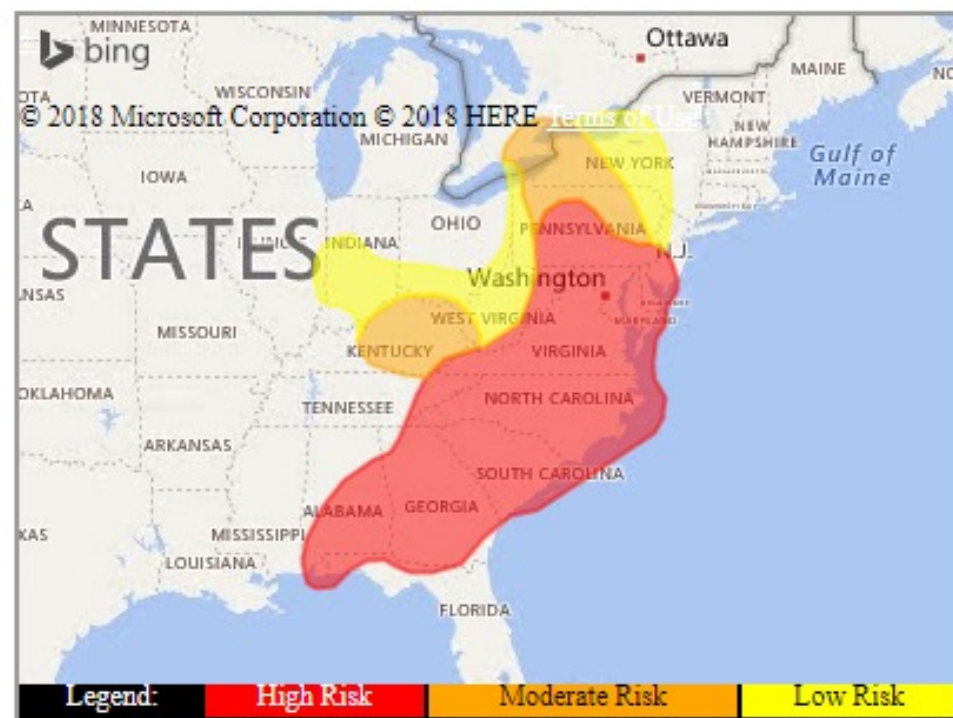 MINNESOTA
bing
Ottawa
MAINE
WISCONSIN
VERMONT
© 2018 Microsoft Corporation © 2018 HERE Terms of Use
MICHIGAN
NEW
HAMPSHIRE
Gulf of
Maine
NEW YORK
IOWA
STATES
INDIANA
OHIO
PENNSYLVANIA
N.J.
Washington
NSAS
MISSOURI
WEST VIRGINIA
MARYLAND
KENTUCKY
VIRGINIA
OKLAHOMA
TENNESSEE
NORTH CAROLINA
ARKANSAS
SOUTH CAROLINA
ALABAMA
GEORGIA
XAS
MISSISSIPPI
LOUISIANA
FLORIDA
Legend: High Risk Moderate Risk Low Risk